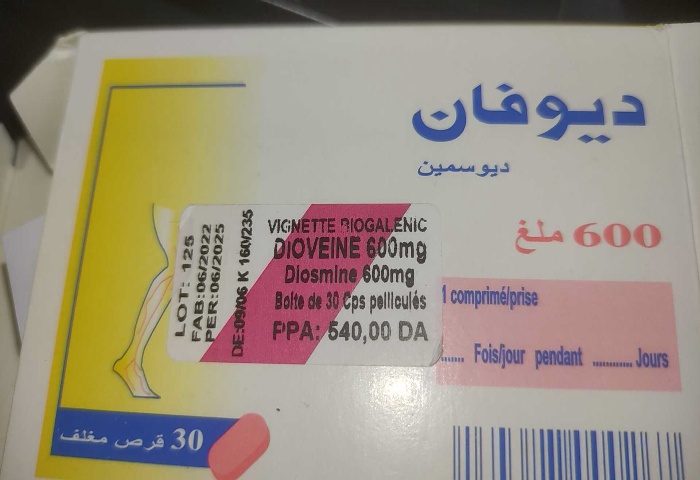 ديوفان
ديوسمين
600 ملغ
VIGNETTE BIOGALENIC
DIOVEINE 600mg
Diosmine 600mg
Boite de 30 Cps pelliculés
PPA: 540,00 DA
LOT: 125
FAB:06/2022
PER:06/2025
DE:09/06 K 160/235
1 comprimé/prise
....... Fois/jour pendant ............ Jours
30 قرص مغلف